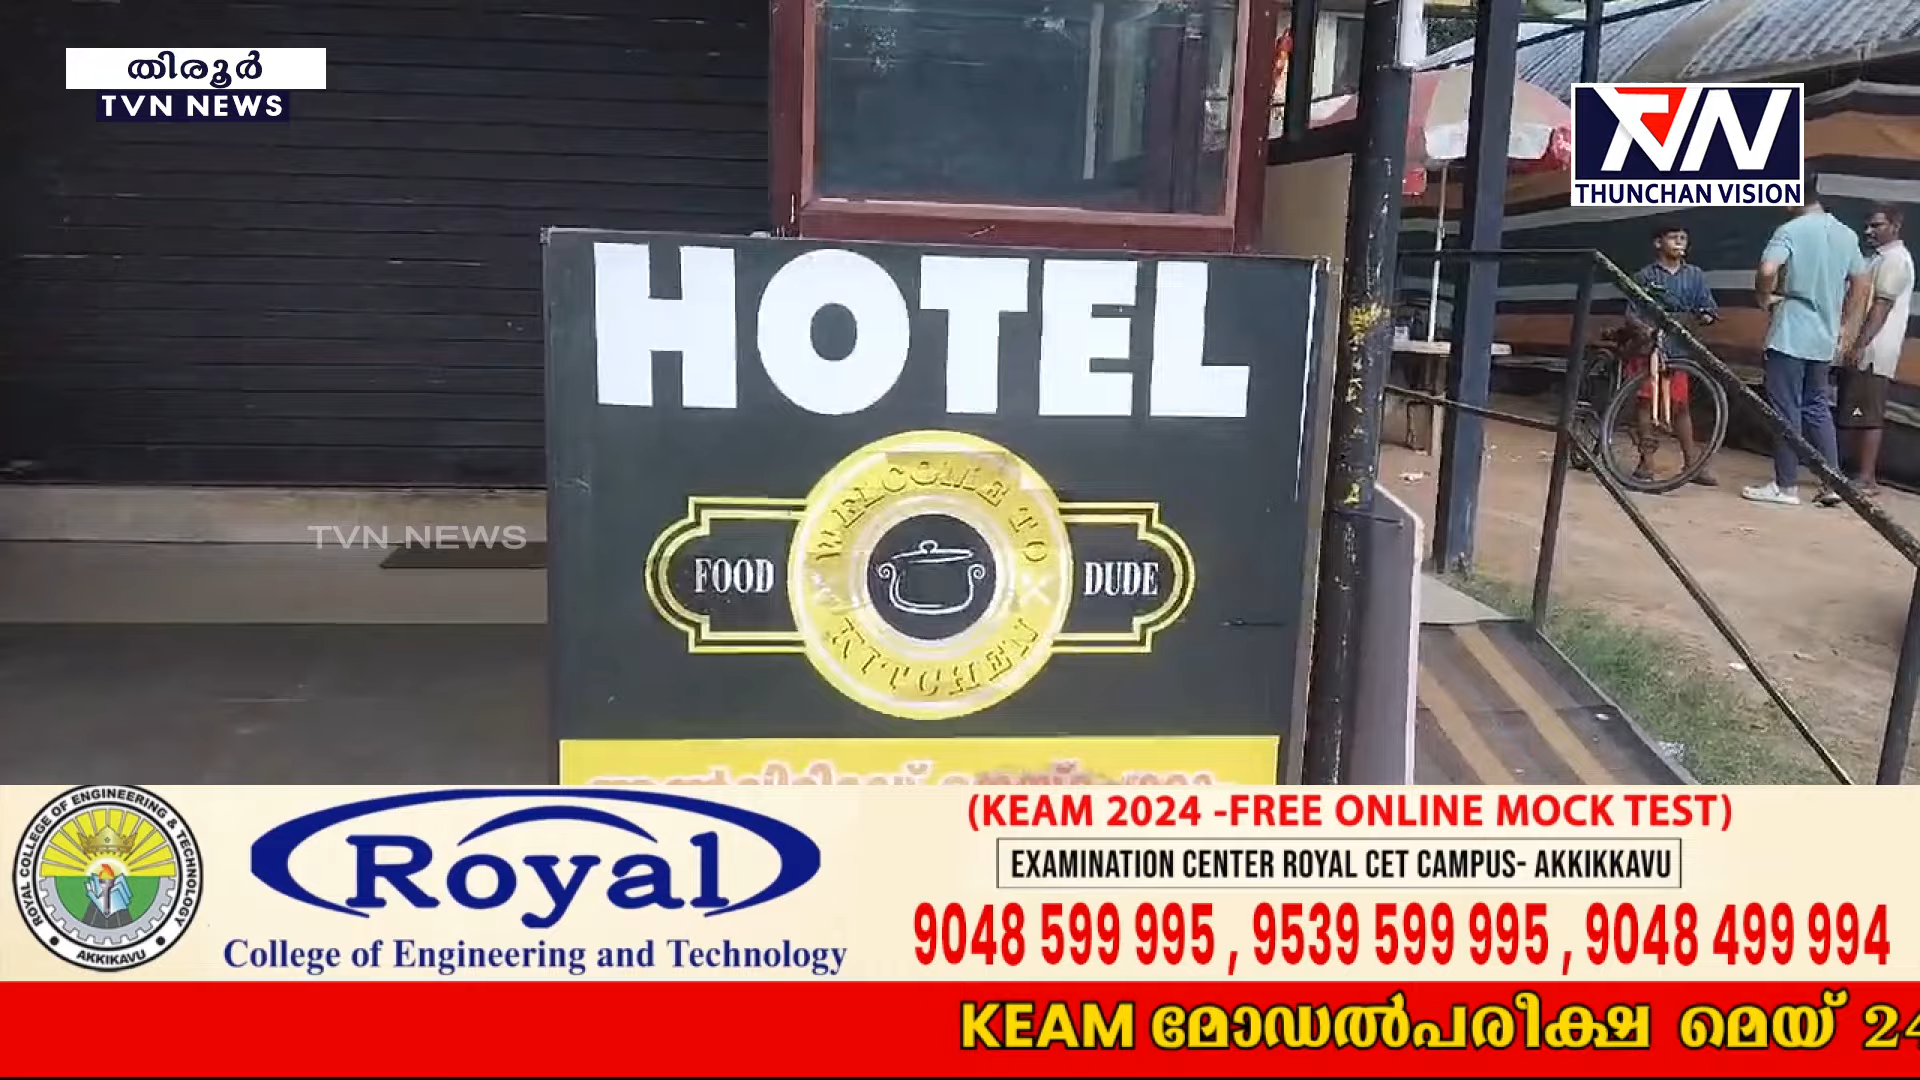 തിരൂർ
TVN NEWS
TVN
THUNCHAN VISION
HOTEL
WELCOME TO
FOOD
DUDE
KITCHEN
TVN NEWS
ROYAL COLLEGE OF ENGINEERING & TECHNOLOGY
AKKIKAVU
Royal
College of Engineering and Technology
(KEAM 2024 -FREE ONLINE MOCK TEST)
EXAMINATION CENTER ROYAL CET CAMPUS- AKKIKKAVU
9048 599 995 , 9539 599 995 , 9048 499 994
KEAM മോഡൽപരീക്ഷ മെയ് 24